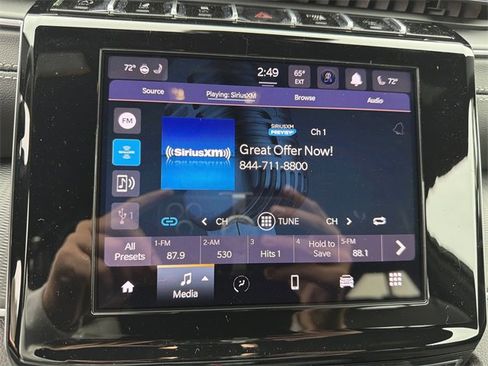 72° 2:49 65° EXT 72°
Source Playing: SiriusXM Browse Audio
FM
SIRIUSXM PREVIEW Ch 1
((SiriusXM))
Great Offer Now!
844-711-8800
1
CH TUNE CH
All Presets
1-FM 87.9
2-AM 530
3 Hits 1
4 Hold to Save
5-FM 88.1
Media